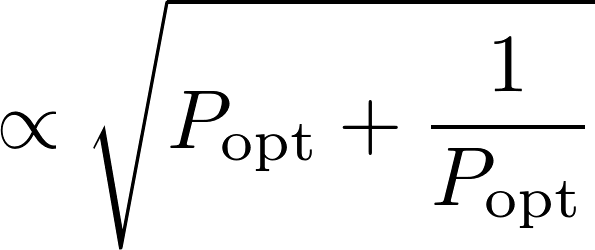 ∝ √(P_opt + 1/P_opt)